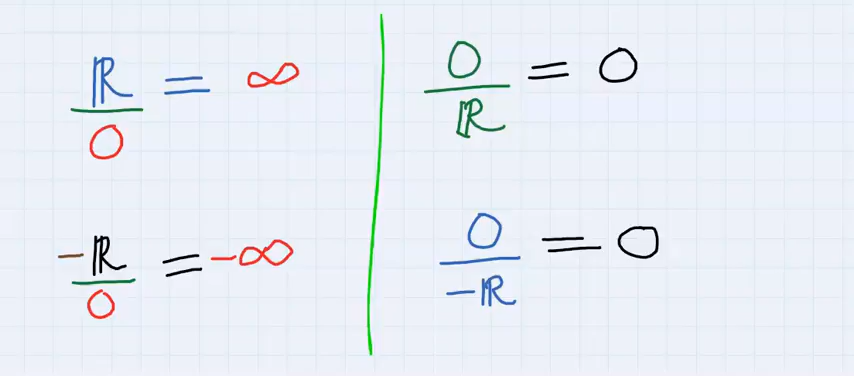 ℝ/0 = ∞
-ℝ/0 = -∞
0/ℝ = 0
0/-ℝ = 0